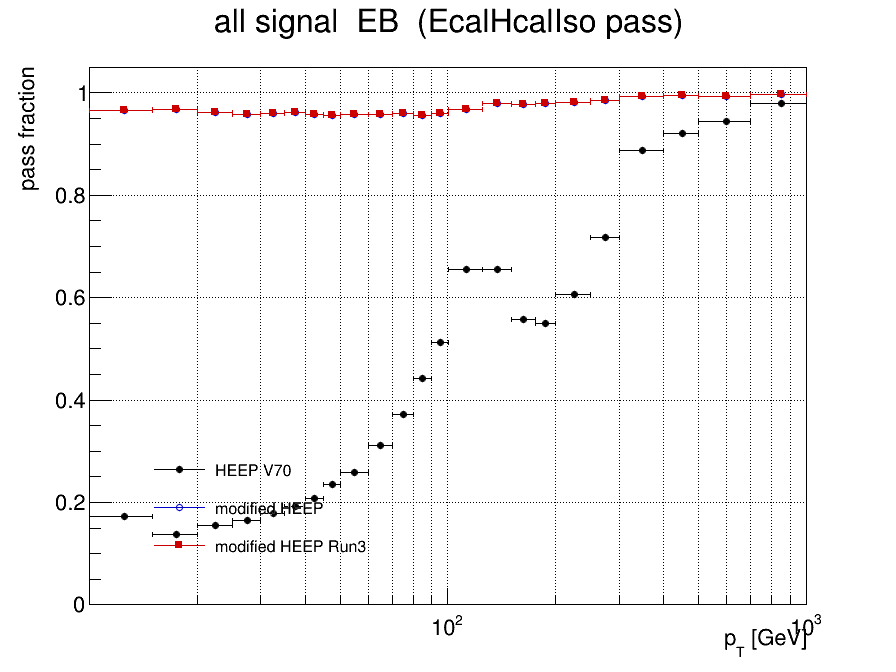 all signal EB (EcalHcalIso pass)
pass fraction
1
0.8
0.6
0.4
0.2
0
HEEP V70
modified HEEP
modified HEEP Run3
10²
10³
p_T [GeV]